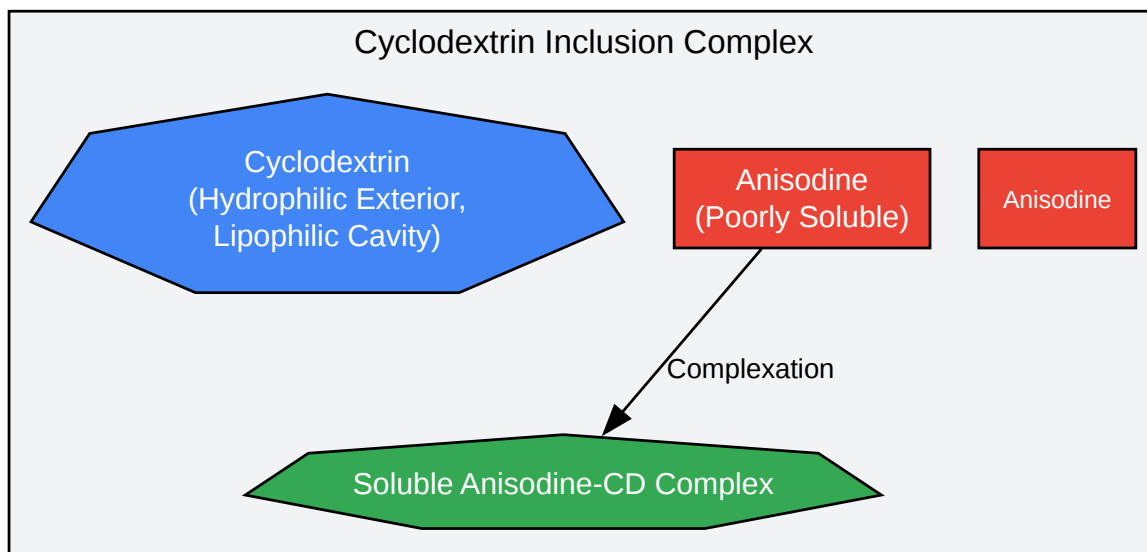 Cyclodextrin Inclusion Complex
Cyclodextrin
(Hydrophilic Exterior,
Lipophilic Cavity)
Anisodine
(Poorly Soluble)
Anisodine
Complexation
Soluble Anisodine-CD Complex